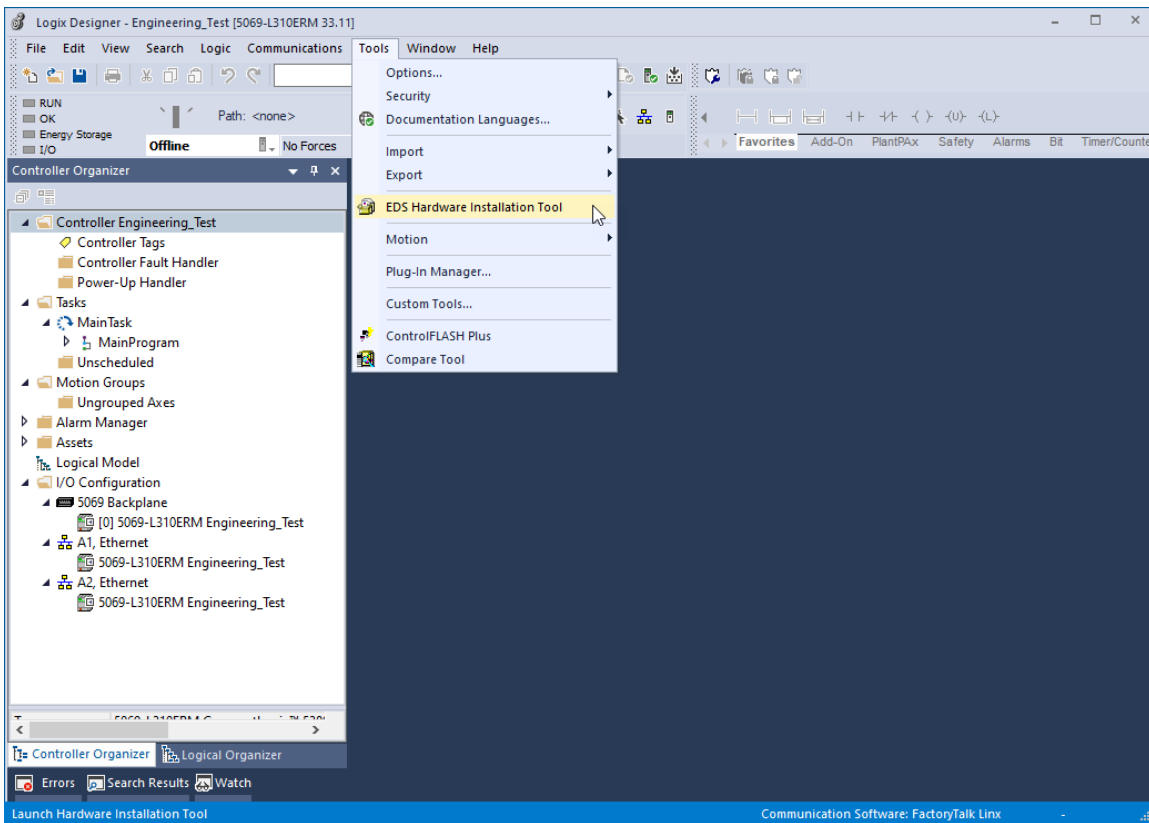 Logix Designer - Engineering_Test [5069-L310ERM 33.11]
File Edit View Search Logic Communications Tools Window Help
Options...
Security
Documentation Languages...
Import
Export
EDS Hardware Installation Tool
Motion
Plug-In Manager...
Custom Tools...
ControlFLASH Plus
Compare Tool
RUN
OK
Energy Storage
I/O
Path: <none>
Offline
No Forces
Favorites Add-On PlantPAx Safety Alarms Bit Timer/Counte
Controller Organizer
Controller Engineering_Test
Controller Tags
Controller Fault Handler
Power-Up Handler
Tasks
MainTask
MainProgram
Unscheduled
Motion Groups
Ungrouped Axes
Alarm Manager
Assets
Logical Model
I/O Configuration
5069 Backplane
[0] 5069-L310ERM Engineering_Test
A1, Ethernet
5069-L310ERM Engineering_Test
A2, Ethernet
5069-L310ERM Engineering_Test
Controller Organizer Logical Organizer
Errors Search Results Watch
Launch Hardware Installation Tool
Communication Software: FactoryTalk Linx -